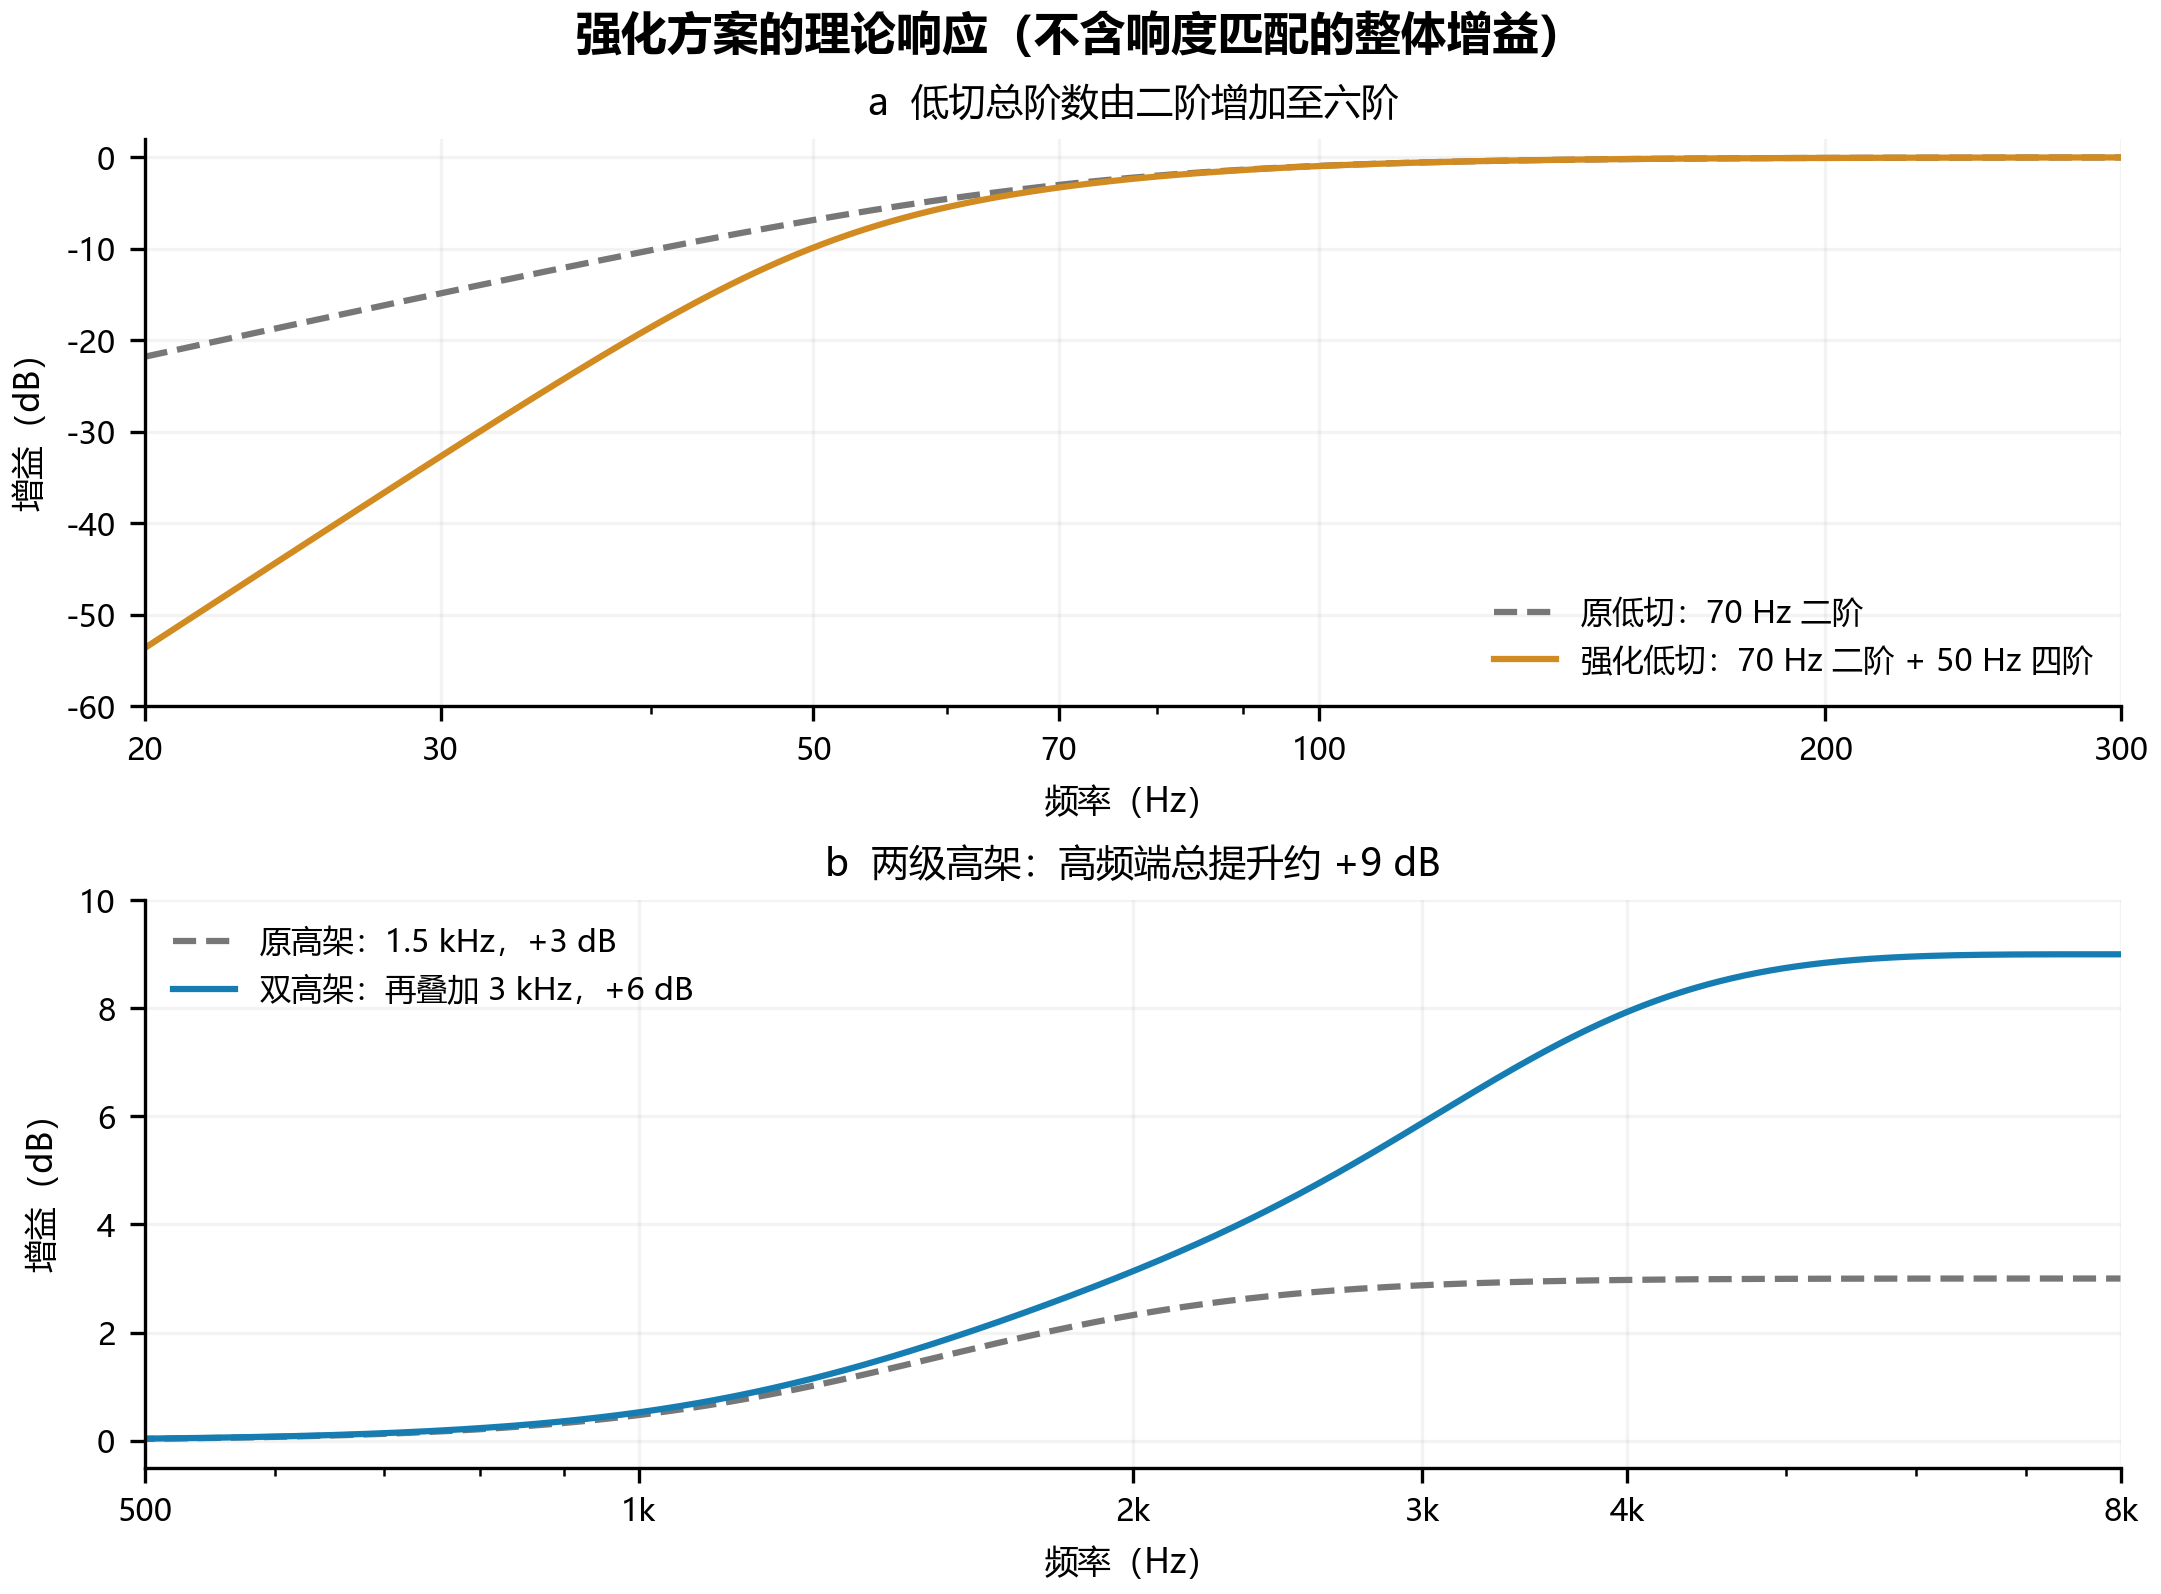 强化方案的理论响应（不含响度匹配的整体增益）
a 低切总阶数由二阶增加至六阶
增益（dB）
0
-10
-20
-30
-40
-50
-60
原低切：70 Hz 二阶
强化低切：70 Hz 二阶 + 50 Hz 四阶
20 30 50 70 100 200 300
频率（Hz）
b 两级高架：高频端总提升约 +9 dB
增益（dB）
10
8
6
4
2
0
原高架：1.5 kHz，+3 dB
双高架：再叠加 3 kHz，+6 dB
500 1k 2k 3k 4k 8k
频率（Hz）